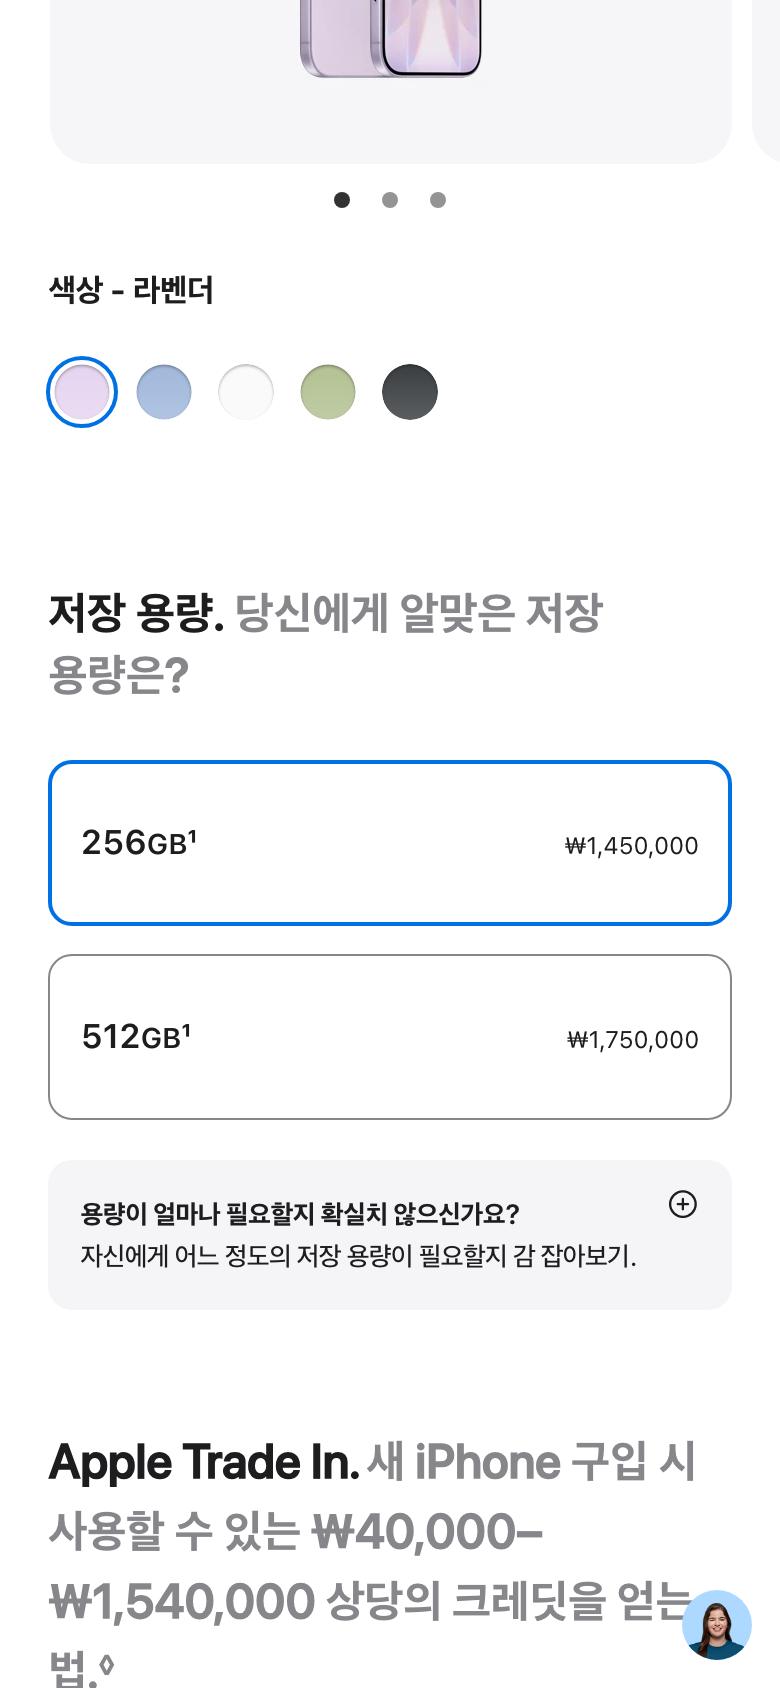 색상 - 라벤더
저장 용량. 당신에게 알맞은 저장
용량은?
256GB¹ ₩1,450,000
512GB¹ ₩1,750,000
용량이 얼마나 필요할지 확실치 않으신가요?
자신에게 어느 정도의 저장 용량이 필요할지 감 잡아보기.
Apple Trade In. 새 iPhone 구입 시
사용할 수 있는 ₩40,000–
₩1,540,000 상당의 크레딧을 얻는
법.◊